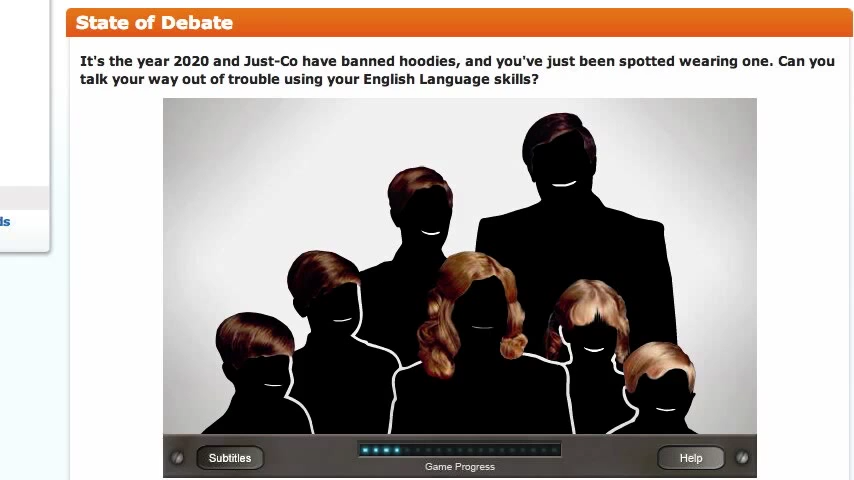 State of Debate
It's the year 2020 and Just-Co have banned hoodies, and you've just been spotted wearing one. Can you
talk your way out of trouble using your English Language skills?
ds
Subtitles
Game Progress
Help